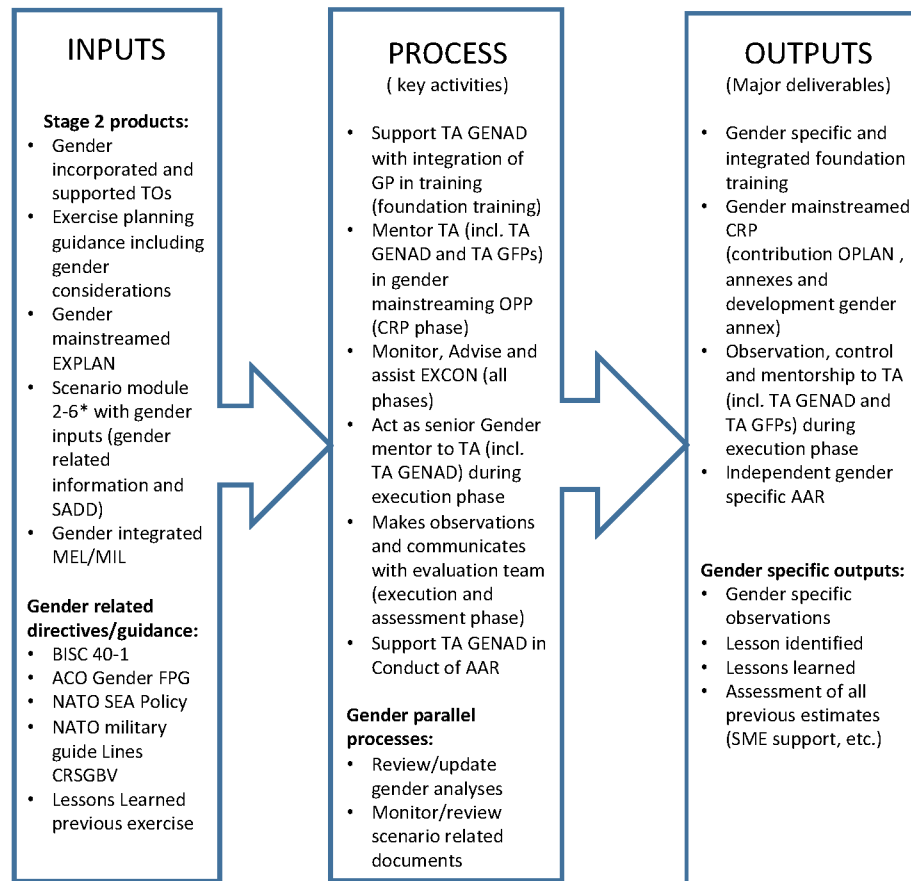 INPUTS
Stage 2 products:
• Gender
incorporated and
supported TOs
• Exercise planning
guidance including
gender
considerations
• Gender
mainstreamed
EXPLAN
• Scenario module
2-6* with gender
inputs (gender
related
information and
SADD)
• Gender integrated
MEL/MIL
Gender related
directives/guidance:
• BISC 40-1
• ACO Gender FPG
• NATO SEA Policy
• NATO military
guide Lines
CRSGBV
• Lessons Learned
previous exercise
PROCESS
( key activities)
• Support TA GENAD
with integration of
GP in training
(foundation training)
• Mentor TA (incl. TA
GENAD and TA GFPs)
in gender
mainstreaming OPP
(CRP phase)
• Monitor, Advise and
assist EXCON (all
phases)
• Act as senior Gender
mentor to TA (incl.
TA GENAD) during
execution phase
• Makes observations
and communicates
with evaluation team
(execution and
assessment phase)
• Support TA GENAD in
Conduct of AAR
Gender parallel
processes:
• Review/update
gender analyses
• Monitor/review
scenario related
documents
OUTPUTS
(Major deliverables)
• Gender specific and
integrated foundation
training
• Gender mainstreamed
CRP
(contribution OPLAN ,
annexes and
development gender
annex)
• Observation, control
and mentorship to TA
(incl. TA GENAD and
TA GFPs) during
execution phase
• Independent gender
specific AAR
Gender specific outputs:
• Gender specific
observations
• Lesson identified
• Lessons learned
• Assessment of all
previous estimates
(SME support, etc.)